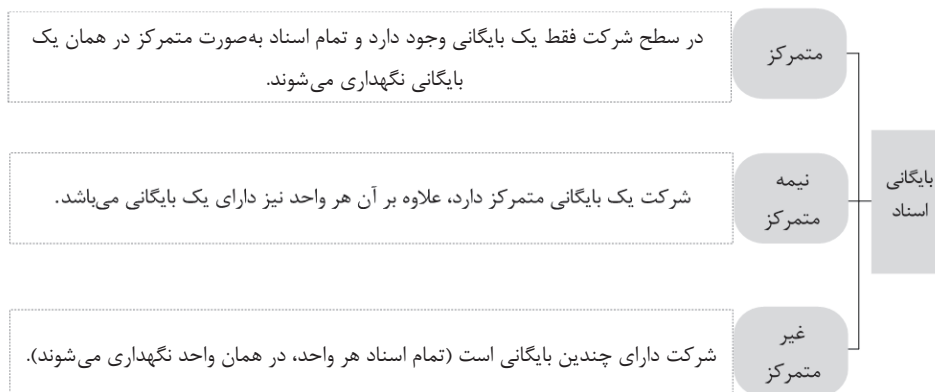 بایگانی
اسناد
متمرکز
در سطح شرکت فقط یک بایگانی وجود دارد و تمام اسناد به‌صورت متمرکز در همان یک
بایگانی نگهداری می‌شوند.
نیمه
متمرکز
شرکت یک بایگانی متمرکز دارد، علاوه بر آن هر واحد نیز دارای یک بایگانی می‌باشد.
غیر
متمرکز
شرکت دارای چندین بایگانی است (تمام اسناد هر واحد، در همان واحد نگهداری می‌شوند).